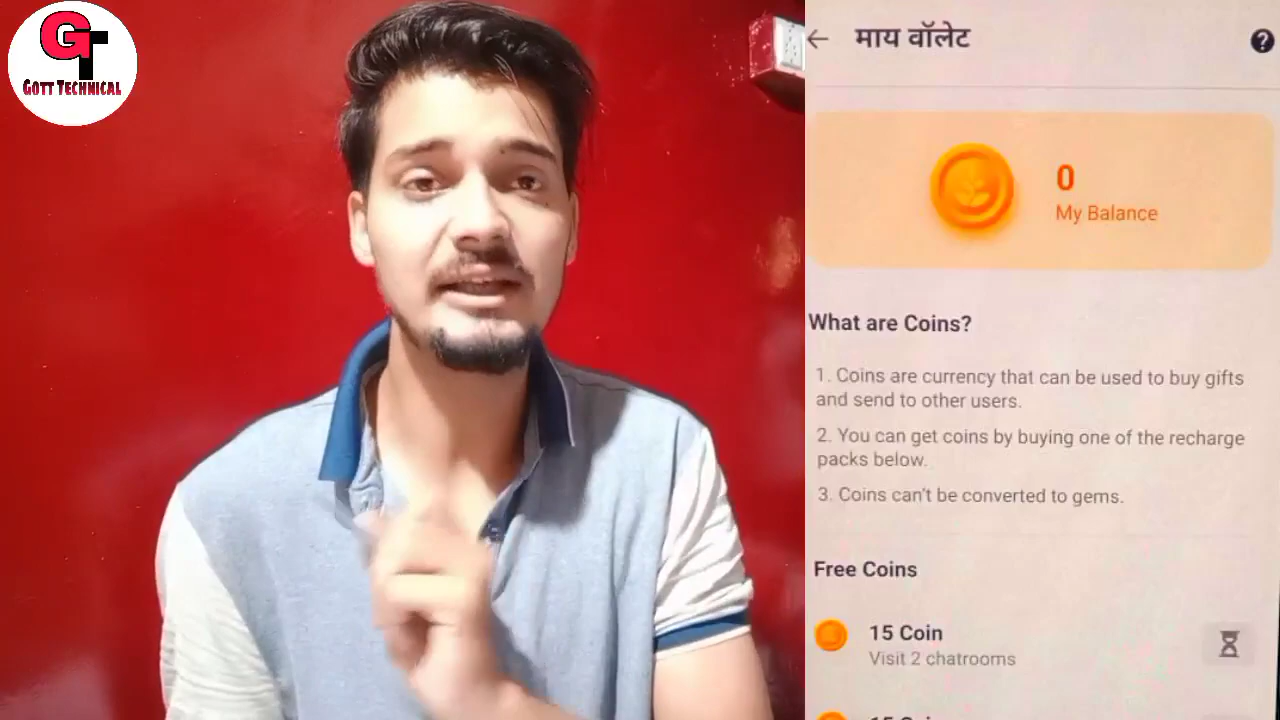 GT
GOTT TECHNICAL
माय वॉलेट
?
0
My Balance
What are Coins?
1. Coins are currency that can be used to buy gifts
and send to other users.
2. You can get coins by buying one of the recharge
packs below.
3. Coins can't be converted to gems.
Free Coins
15 Coin
Visit 2 chatrooms